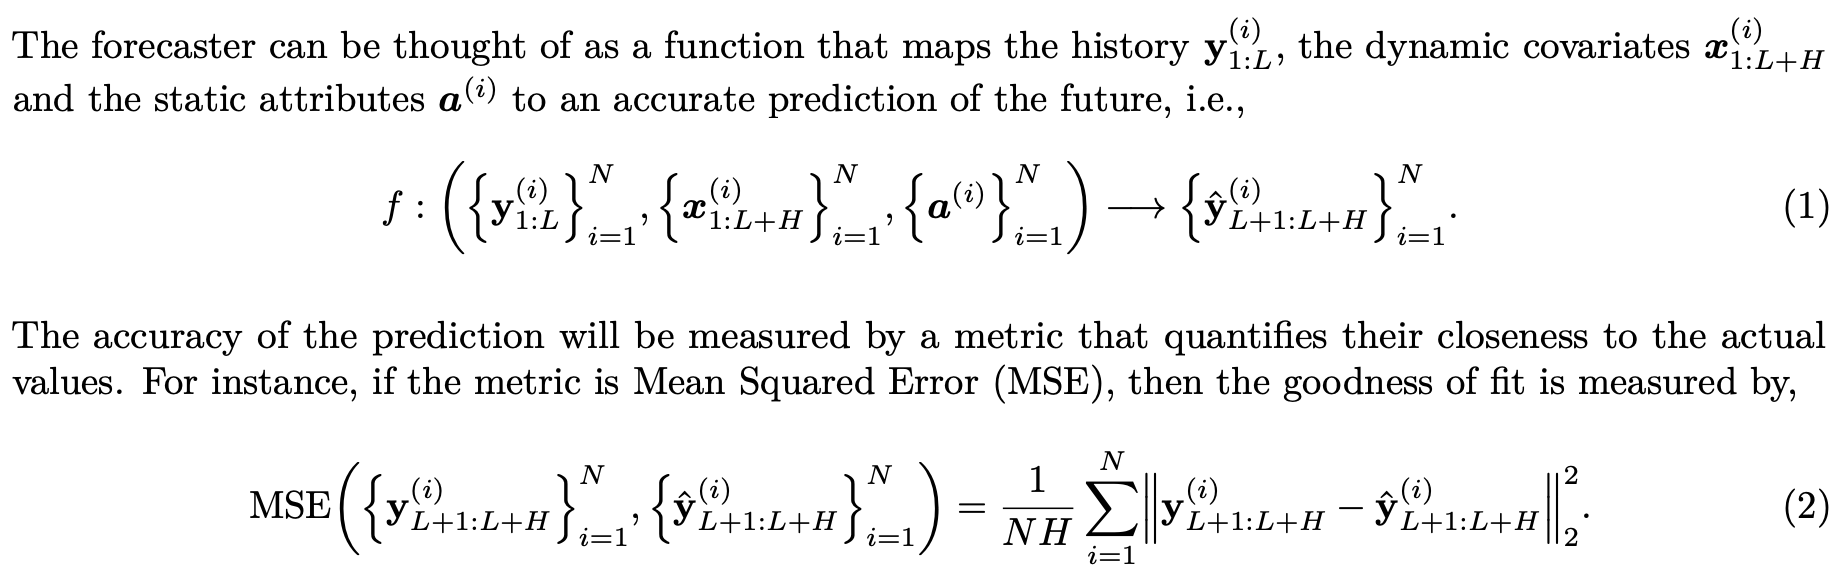 The forecaster can be thought of as a function that maps the history $\mathbf{y}_{1:L}^{(i)}$, the dynamic covariates $\boldsymbol{x}_{1:L+H}^{(i)}$
and the static attributes $\boldsymbol{a}^{(i)}$ to an accurate prediction of the future, i.e.,
$f : \left( \left\{ \mathbf{y}_{1:L}^{(i)} \right\}_{i=1}^{N}, \left\{ \boldsymbol{x}_{1:L+H}^{(i)} \right\}_{i=1}^{N}, \left\{ \boldsymbol{a}^{(i)} \right\}_{i=1}^{N} \right) \longrightarrow \left\{ \hat{\mathbf{y}}_{L+1:L+H}^{(i)} \right\}_{i=1}^{N}.$ (1)
The accuracy of the prediction will be measured by a metric that quantifies their closeness to the actual
values. For instance, if the metric is Mean Squared Error (MSE), then the goodness of fit is measured by,
$\mathrm{MSE}\left( \left\{ \mathbf{y}_{L+1:L+H}^{(i)} \right\}_{i=1}^{N}, \left\{ \hat{\mathbf{y}}_{L+1:L+H}^{(i)} \right\}_{i=1}^{N} \right) = \frac{1}{NH} \sum_{i=1}^{N} \left\| \mathbf{y}_{L+1:L+H}^{(i)} - \hat{\mathbf{y}}_{L+1:L+H}^{(i)} \right\|_{2}^{2}.$ (2)